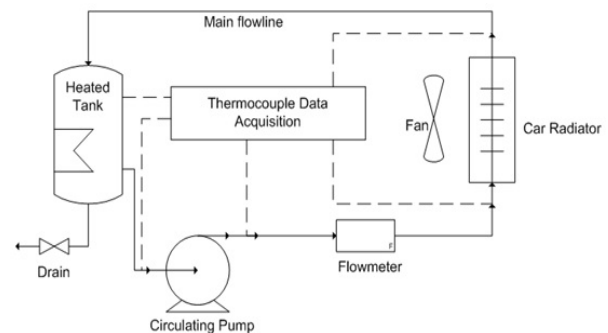 Main flowline
Heated
Tank
Thermocouple Data
Acquisition
Fan
Car Radiator
F
Flowmeter
Drain
Circulating Pump